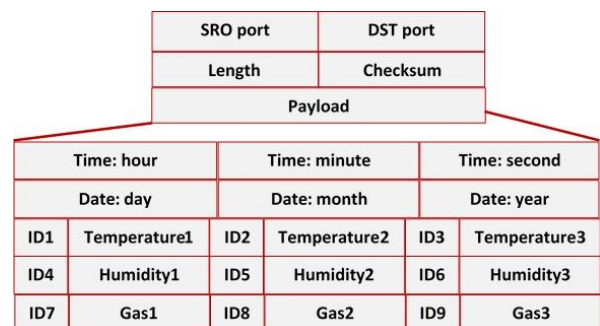 SRO port DST port
Length Checksum
Payload
Time: hour Time: minute Time: second
Date: day Date: month Date: year
ID1 Temperature1 ID2 Temperature2 ID3 Temperature3
ID4 Humidity1 ID5 Humidity2 ID6 Humidity3
ID7 Gas1 ID8 Gas2 ID9 Gas3